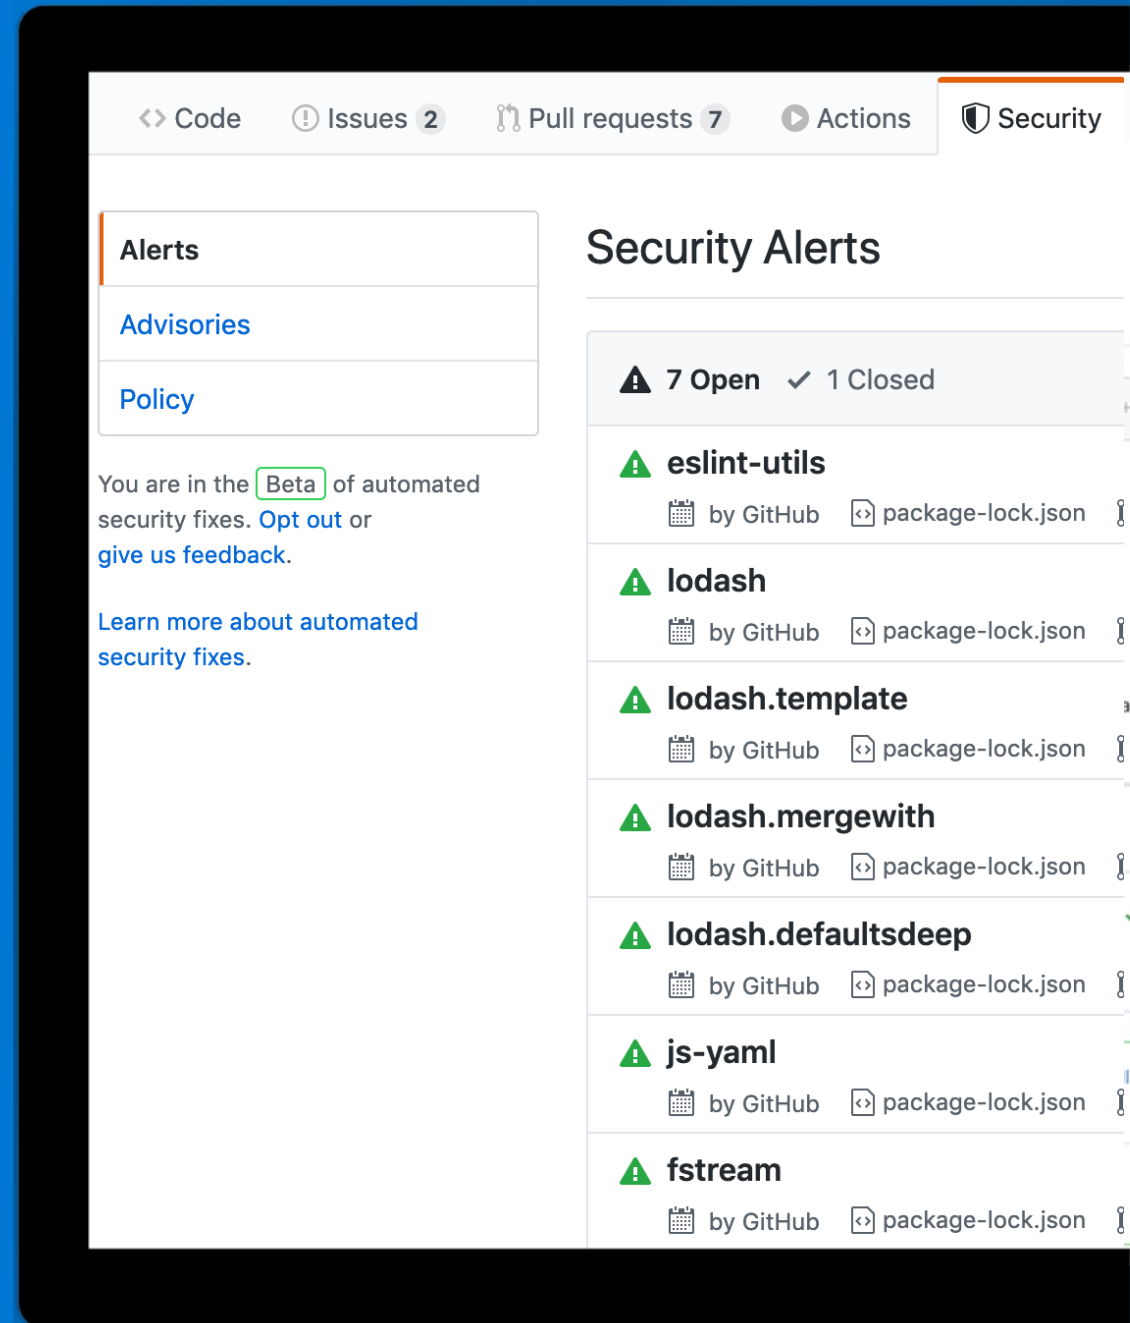 Code Issues 2 Pull requests 7 Actions Security
Alerts
Advisories
Policy
You are in the Beta of automated
security fixes. Opt out or
give us feedback.
Learn more about automated
security fixes.
Security Alerts
7 Open 1 Closed
eslint-utils
by GitHub package-lock.json
lodash
by GitHub package-lock.json
lodash.template
by GitHub package-lock.json
lodash.mergewith
by GitHub package-lock.json
lodash.defaultsdeep
by GitHub package-lock.json
js-yaml
by GitHub package-lock.json
fstream
by GitHub package-lock.json